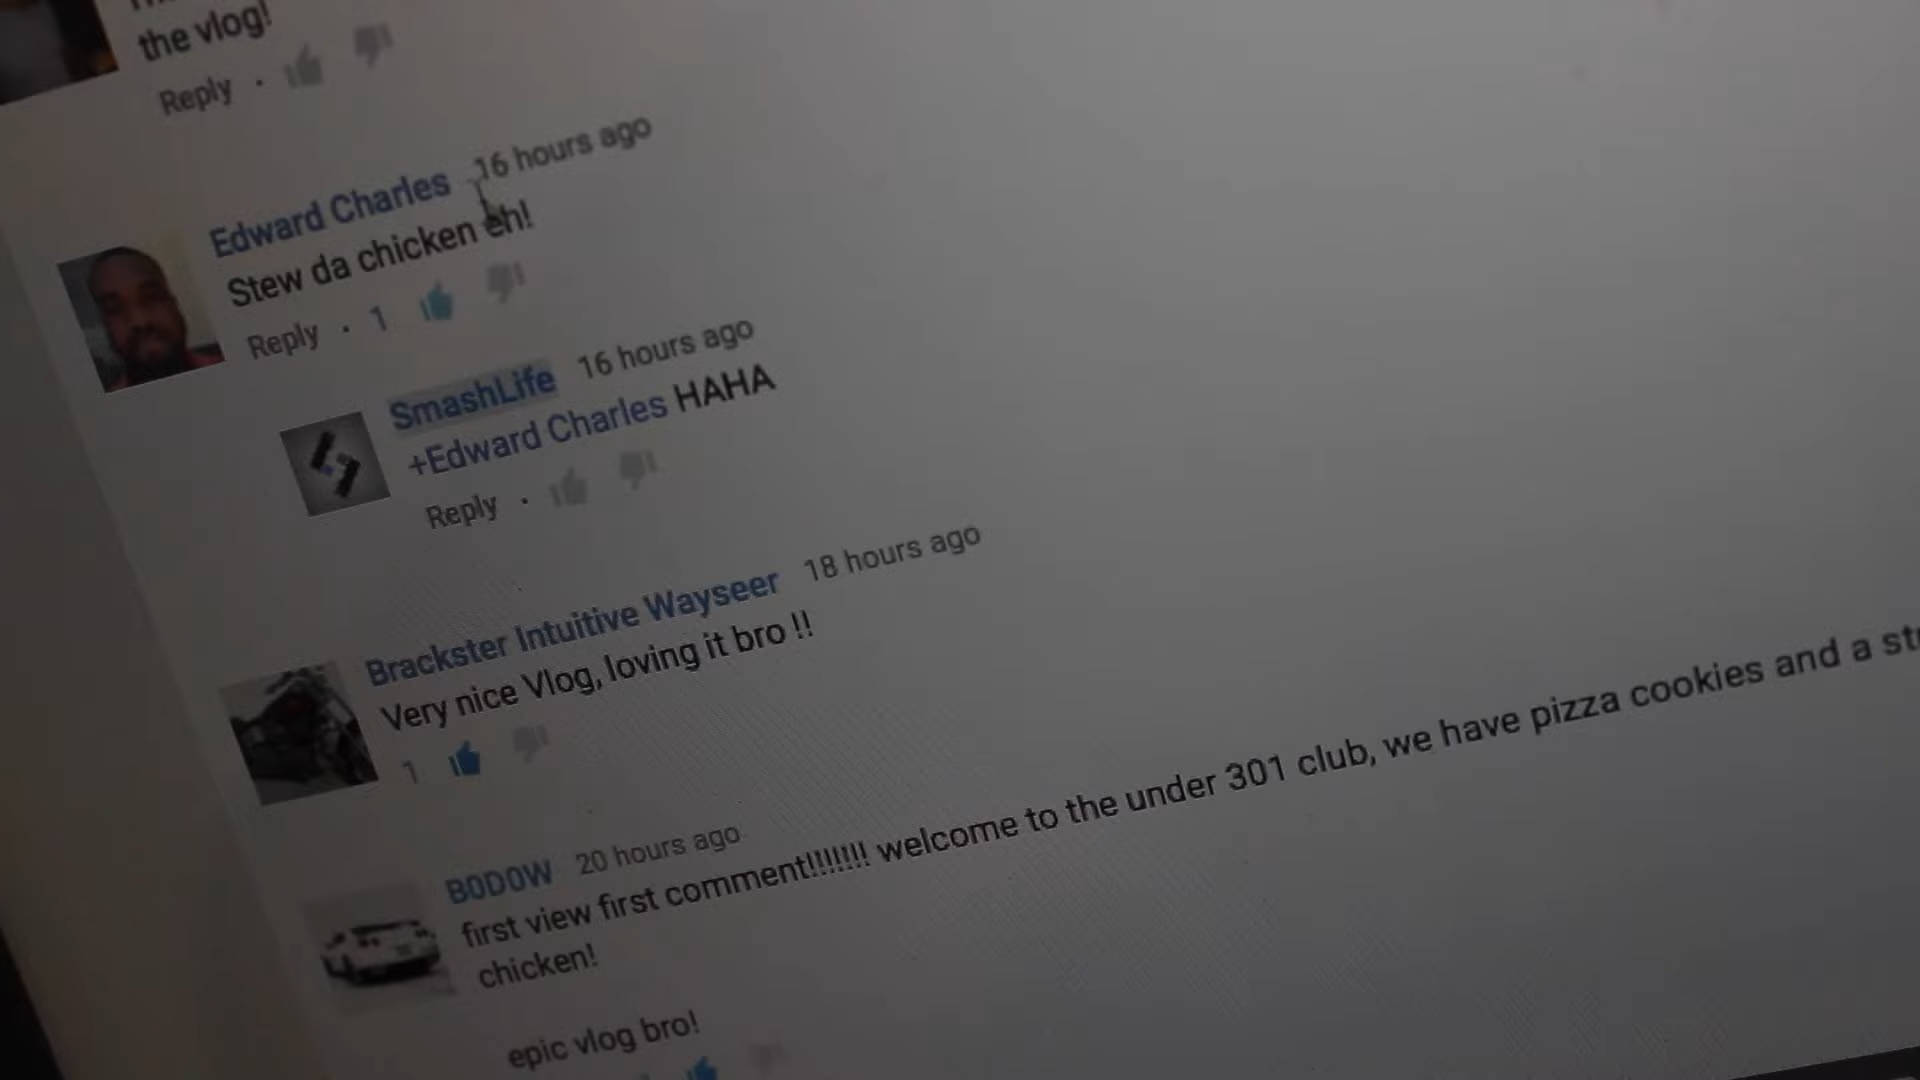 the vlog!
Reply ·
Edward Charles 16 hours ago
Stew da chicken eh!
Reply · 1
SmashLife 16 hours ago
+Edward Charles HAHA
Reply ·
Brackster Intuitive Wayseer 18 hours ago
Very nice Vlog, loving it bro !!
1
B0D0W 20 hours ago
first view first comment!!!!!!! welcome to the under 301 club, we have pizza cookies and a
chicken!
epic vlog bro!